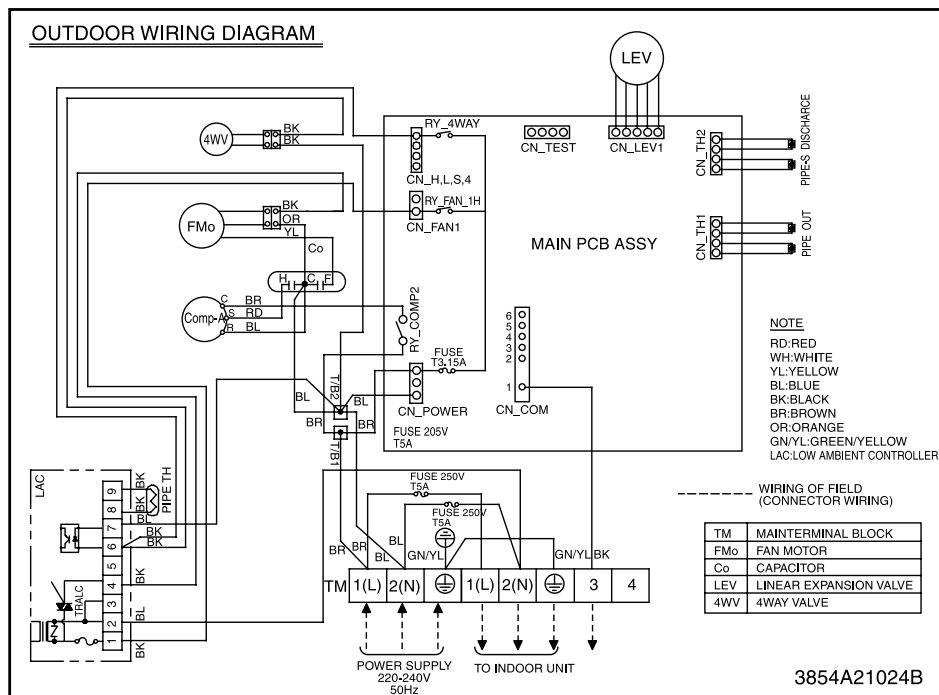 OUTDOOR WIRING DIAGRAM
LEV
4WV
BK
BK
RY_4WAY
CN_H,L,S,4
CN_TEST
CN_LEV1
CN_TH2
PIPE-S DISCHARGE
FMo
BK
OR
YL
Co
RY_FAN_1H
CN_FAN1
MAIN PCB ASSY
CN_TH1
PIPE OUT
H C F
Comp-A
C
S
R
BR
RD
BL
RY_COMP2
FUSE
T3.15A
6
5
4
3
2
1
CN_COM
CN_POWER
T/B2
BL
BL
BR
BR
T/B1
FUSE 205V
T5A
NOTE
RD:RED
WH:WHITE
YL:YELLOW
BL:BLUE
BK:BLACK
BR:BROWN
OR:ORANGE
GN/YL:GREEN/YELLOW
LAC:LOW AMBIENT CONTROLLER
WIRING OF FIELD
(CONNECTOR WIRING)
TM MAINTERMINAL BLOCK
FMo FAN MOTOR
Co CAPACITOR
LEV LINEAR EXPANSION VALVE
4WV 4WAY VALVE
LAC
9
8
7
6
5
4
3
2
1
BK
BK
PIPE TH
BL
BK
BK
BK
BL
BK
TRALC
FUSE 250V
T5A
FUSE 250V
T5A
BR
BR
BL
BL
GN/YL
GN/YL
BK
TM 1(L) 2(N) 1(L) 2(N) 3 4
POWER SUPPLY
220-240V
50Hz
TO INDOOR UNIT
3854A21024B